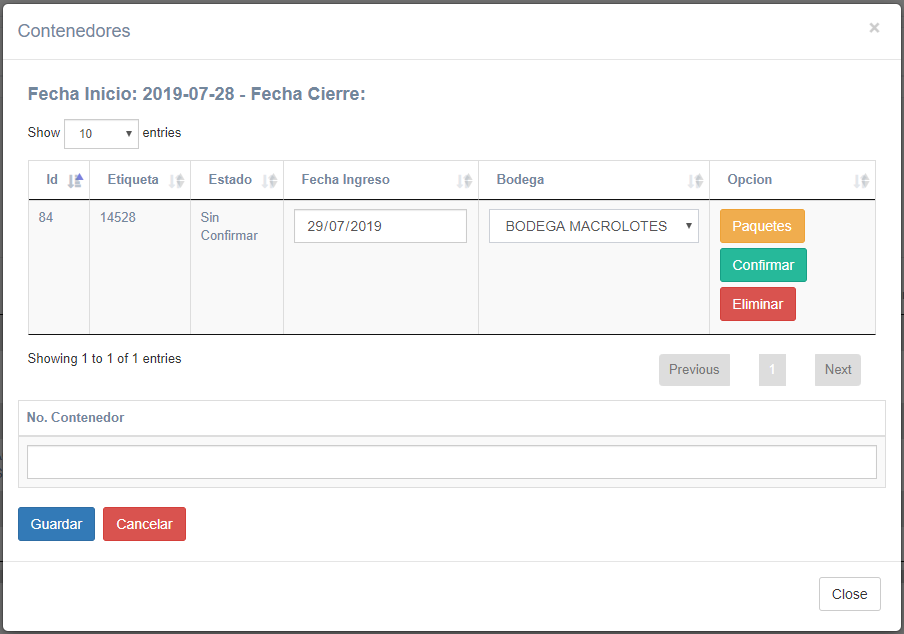 Contenedores ×
Fecha Inicio: 2019-07-28 - Fecha Cierre:
Show 10 entries
Id Etiqueta Estado Fecha Ingreso Bodega Opcion
84 14528 Sin Confirmar 29/07/2019 BODEGA MACROLOTES Paquetes
Confirmar
Eliminar
Showing 1 to 1 of 1 entries
Previous 1 Next
No. Contenedor
Guardar Cancelar
Close